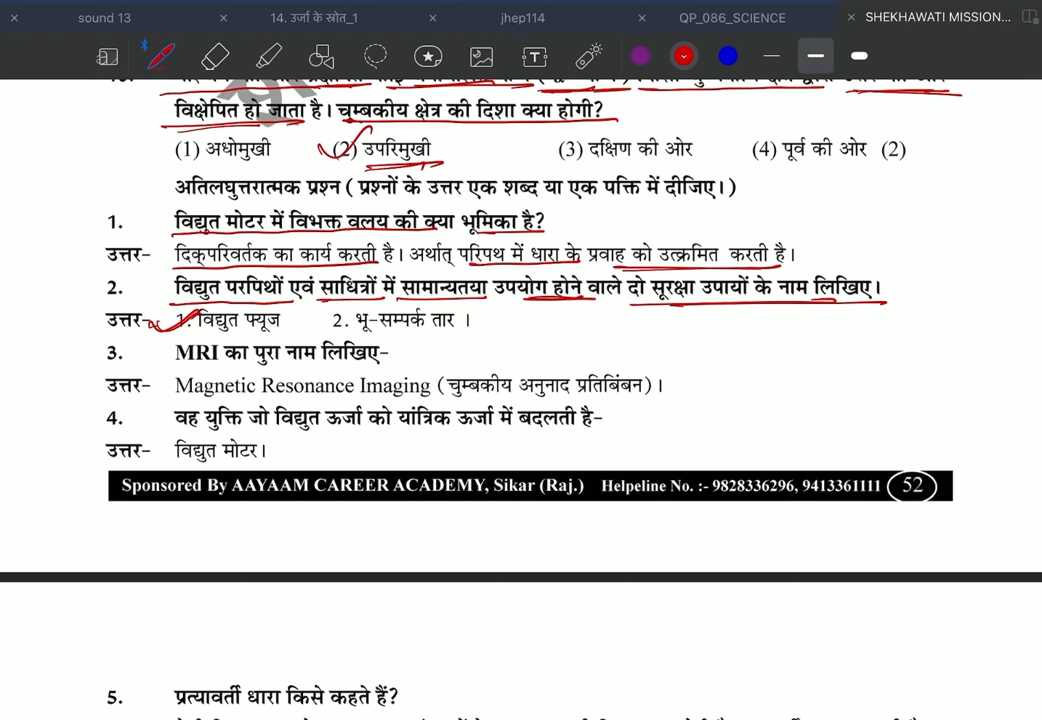 sound 13
14. उर्जा के स्रोत_1
jhep114
QP_086_SCIENCE
SHEKHAWATI MISSION...
विक्षेपित हो जाता है। चुम्बकीय क्षेत्र की दिशा क्या होगी?
(1) अधोमुखी (2) उपरिमुखी (3) दक्षिण की ओर (4) पूर्व की ओर (2)
अतिलघुत्तरात्मक प्रश्न ( प्रश्नों के उत्तर एक शब्द या एक पक्ति में दीजिए।)
1. विद्युत मोटर में विभक्त वलय की क्या भूमिका है?
उत्तर- दिक्परिवर्तक का कार्य करती है। अर्थात् परिपथ में धारा के प्रवाह को उत्क्रमित करती है।
2. विद्युत परपिथों एवं साधित्रों में सामान्यतया उपयोग होने वाले दो सूरक्षा उपायों के नाम लिखिए।
उत्तर- 1. विद्युत फ्यूज 2. भू-सम्पर्क तार ।
3. MRI का पुरा नाम लिखिए-
उत्तर- Magnetic Resonance Imaging (चुम्बकीय अनुनाद प्रतिबिंबन)।
4. वह युक्ति जो विद्युत ऊर्जा को यांत्रिक ऊर्जा में बदलती है-
उत्तर- विद्युत मोटर।
Sponsored By AAYAAM CAREER ACADEMY, Sikar (Raj.) Helpline No. :- 9828336296, 9413361111 52
5. प्रत्यावर्ती धारा किसे कहते हैं?